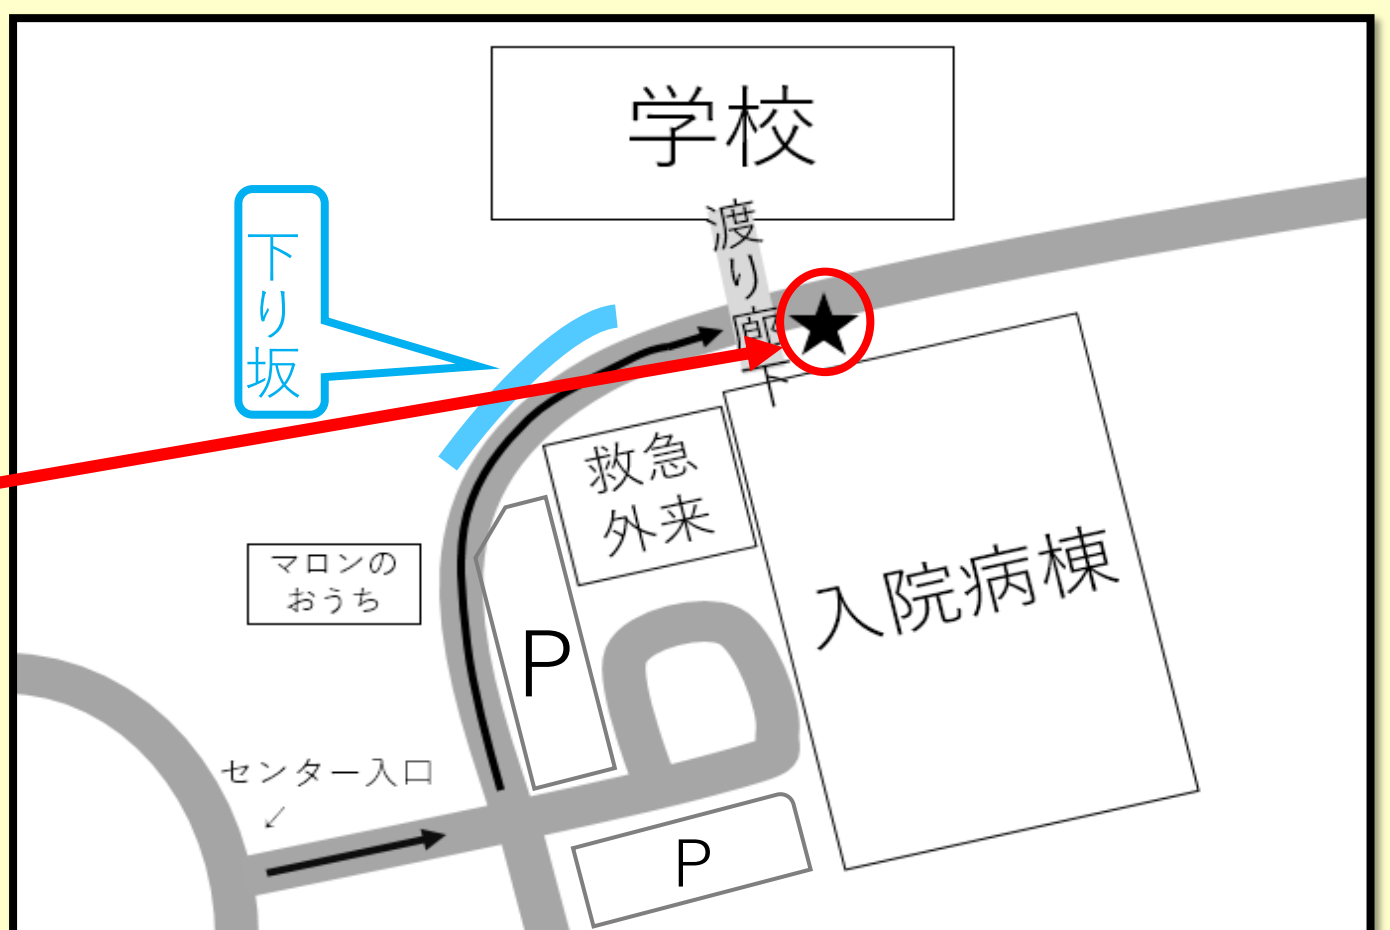 学校
渡り廊下
下り坂
救急
外来
マロンの
おうち
入院病棟
P
センター入口
↙
P
★